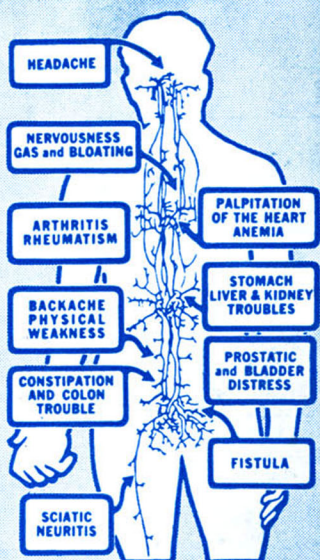 HEADACHE
NERVOUSNESS
GAS and BLOATING
PALPITATION
OF THE HEART
ANEMIA
ARTHRITIS
RHEUMATISM
STOMACH
LIVER & KIDNEY
TROUBLES
BACKACHE
PHYSICAL
WEAKNESS
PROSTATIC
and BLADDER
DISTRESS
CONSTIPATION
AND COLON
TROUBLE
FISTULA
SCIATIC
NEURITIS